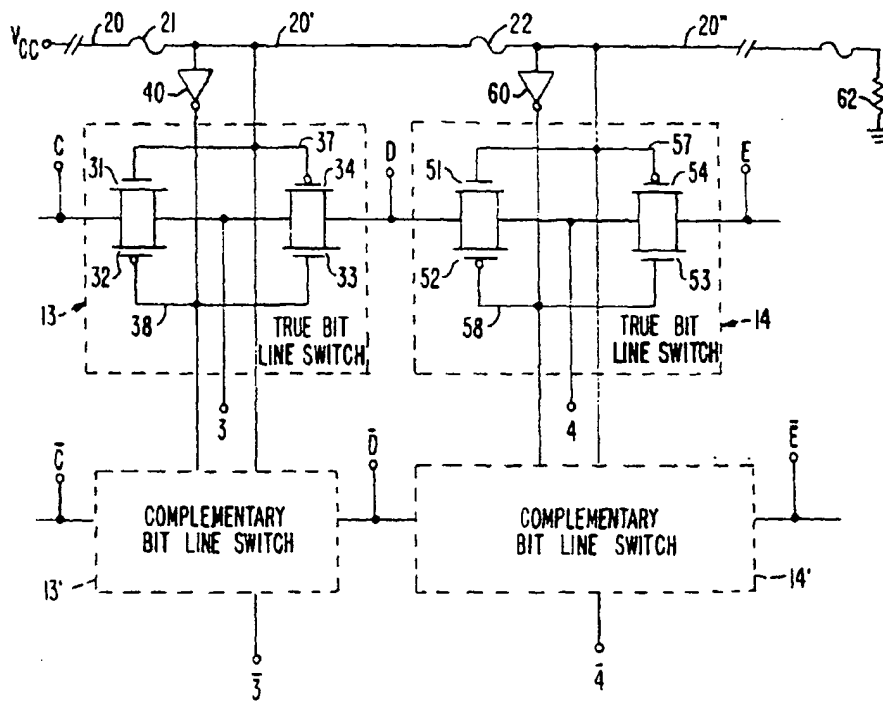 V_CC 20 21 20' 22 20"
40 60 62
C 37 D 57 E
31 34 51 54
32 33 52 53
13 38 58 14
TRUE BIT
LINE SWITCH
TRUE BIT
LINE SWITCH
3 4
C̄ D̄ Ē
COMPLEMENTARY
BIT LINE SWITCH
COMPLEMENTARY
BIT LINE SWITCH
13' 14'
3̄ 4̄